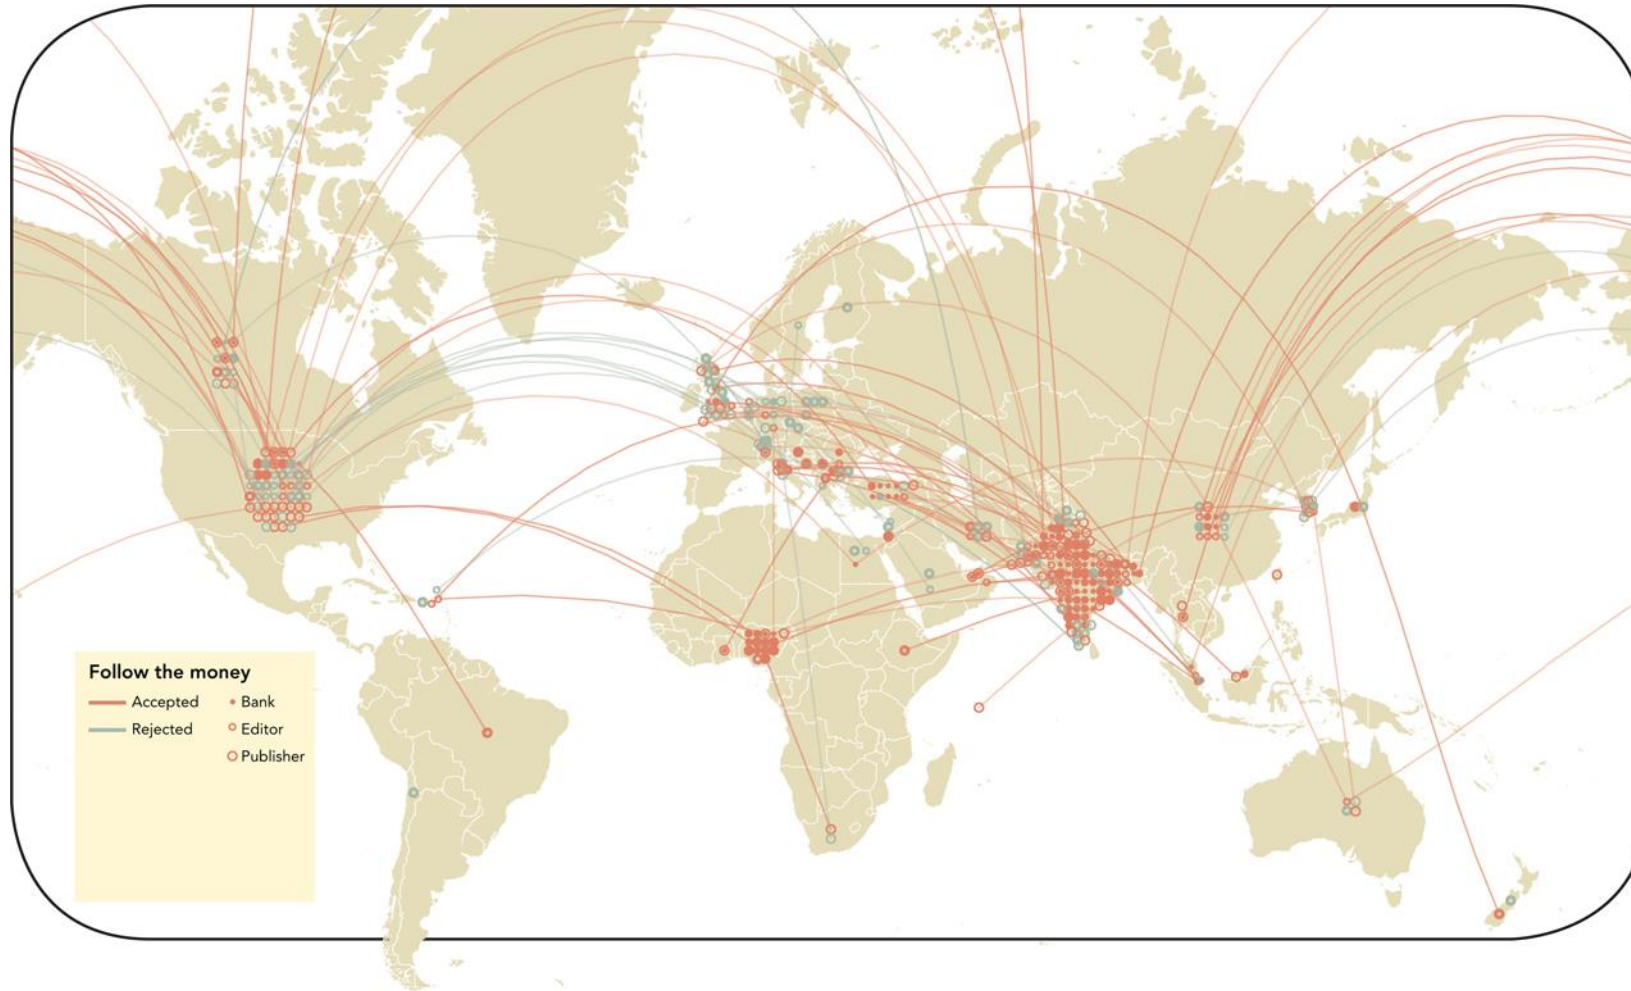 Follow the money
Accepted
Bank
Rejected
Editor
Publisher